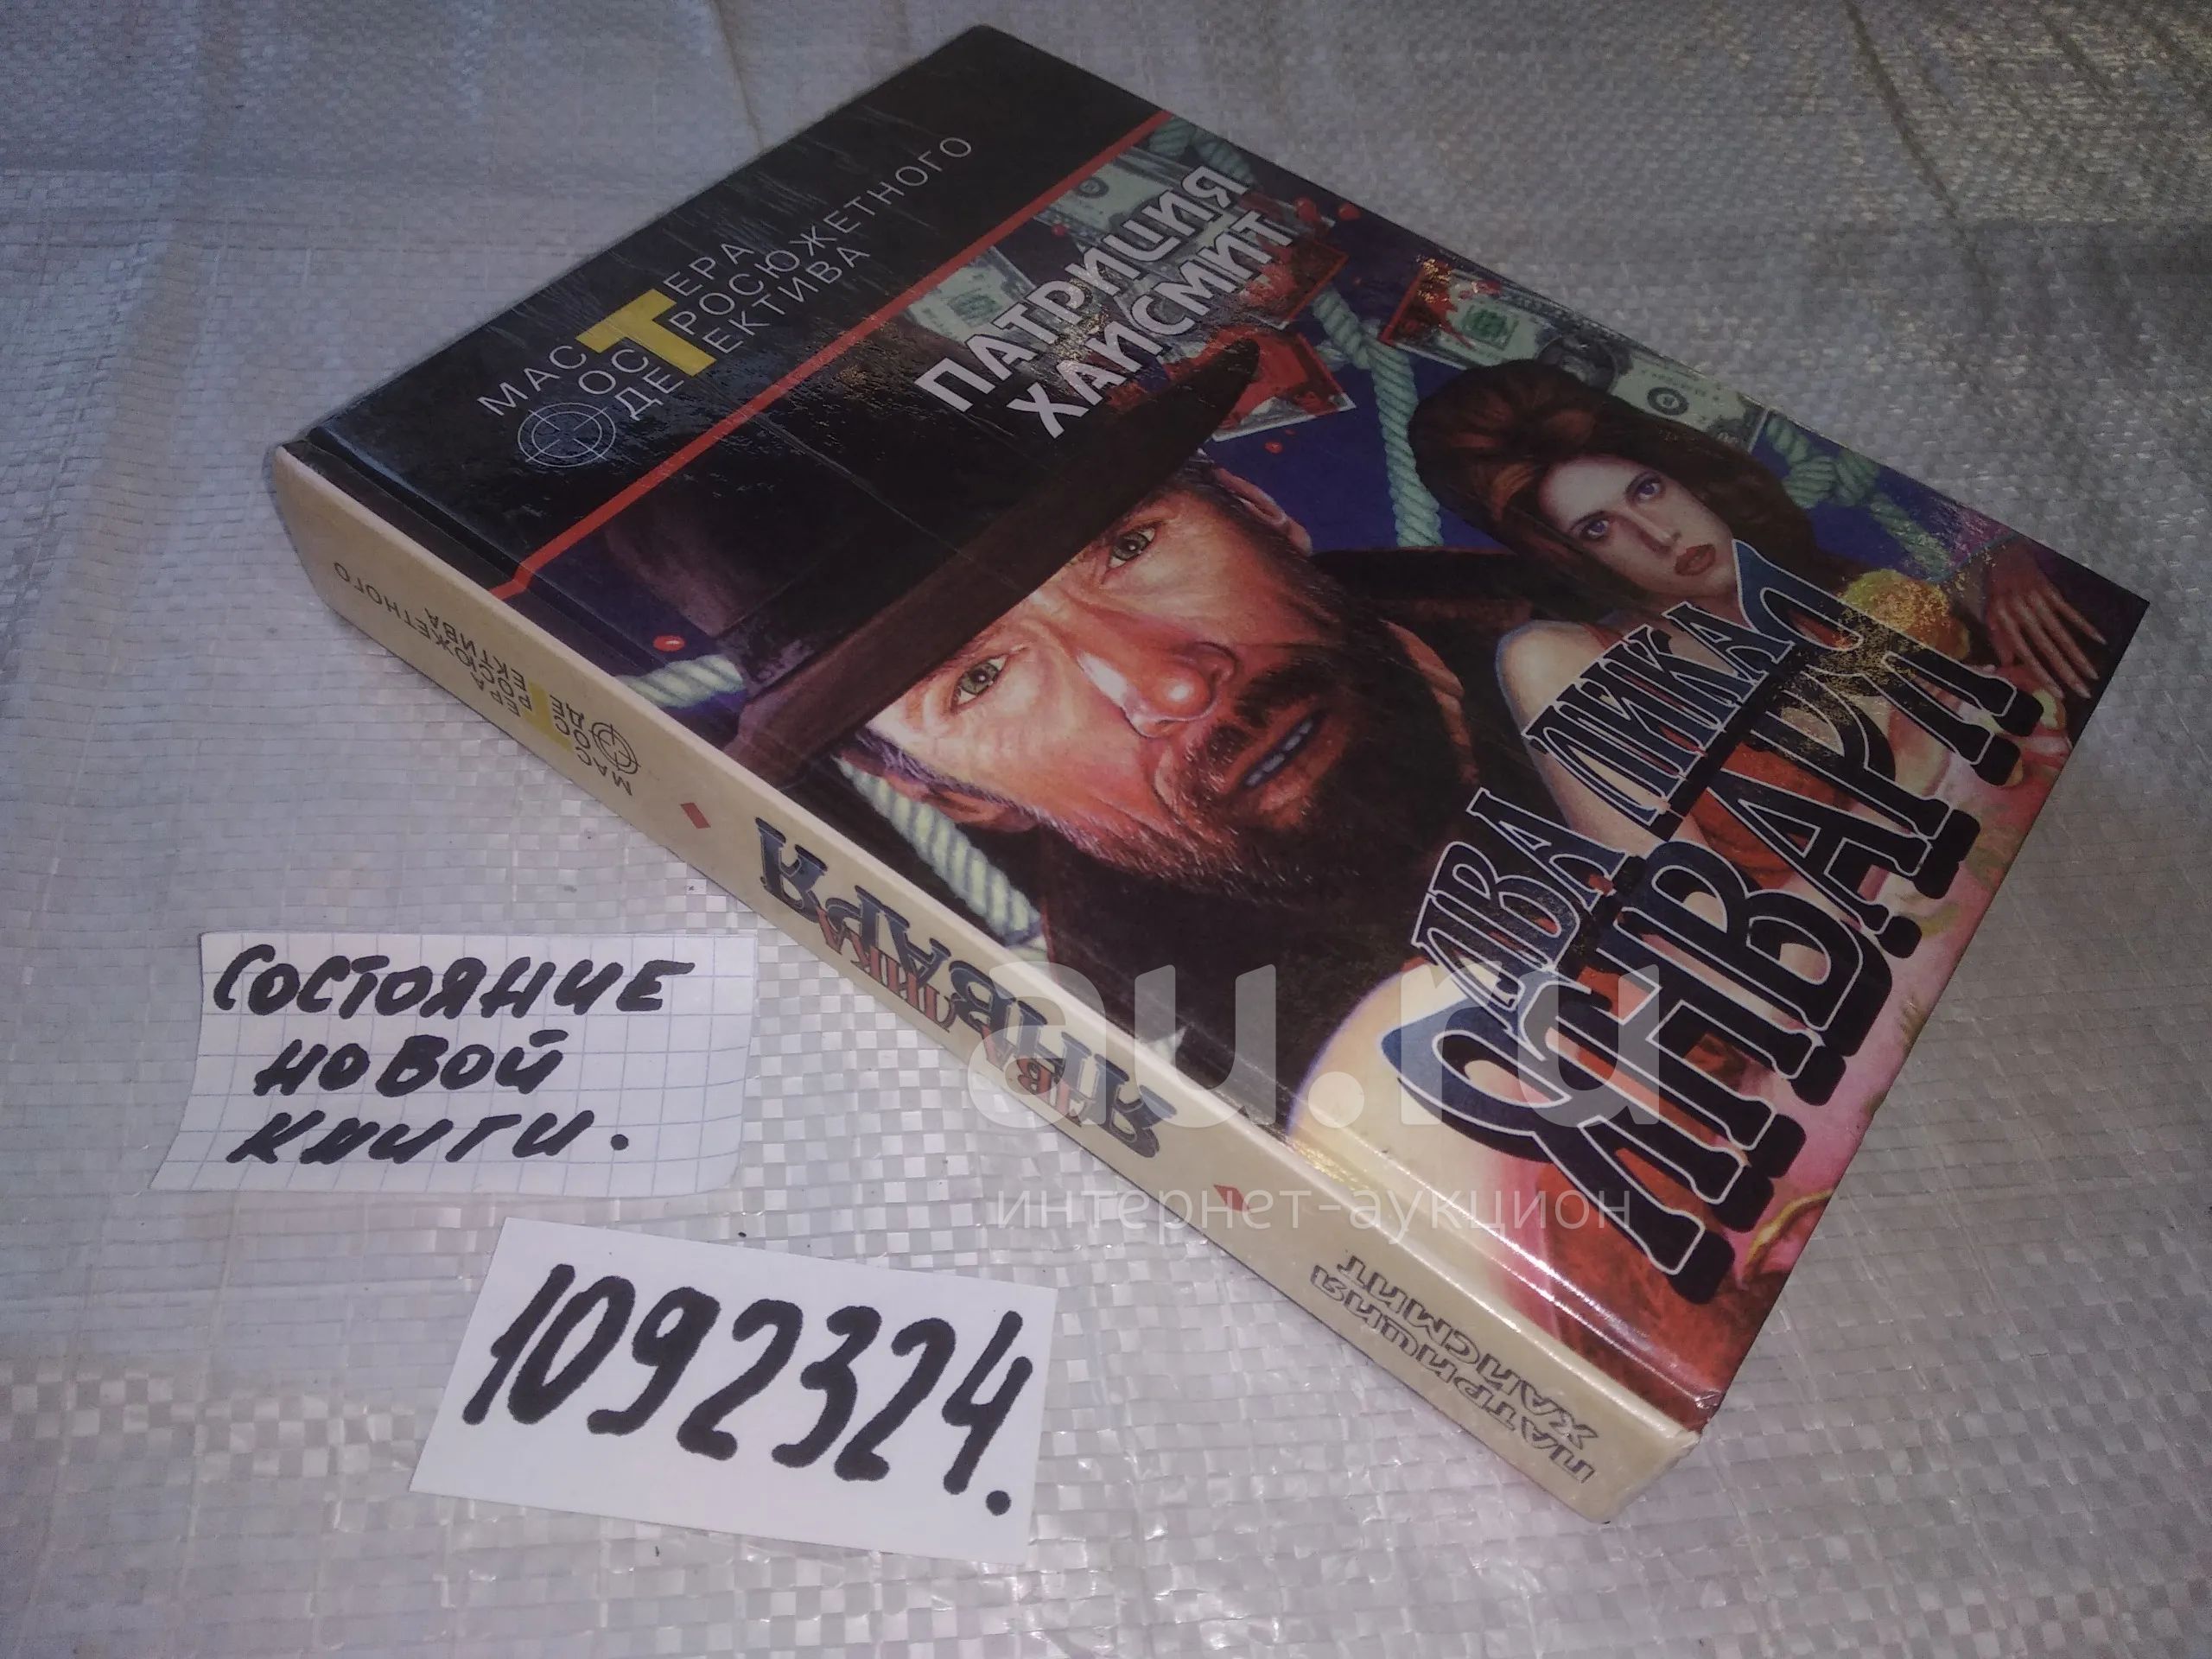 МАСТЕРА
ОСТРОСЮЖЕТНОГО
ДЕТЕКТИВА
ПАТРИЦИЯ
ХАЙСМИТ
ДВА ЛИКА
ЯНВАРЯ
МАСТЕРА
ОСТРОСЮЖЕТНОГО
ДЕТЕКТИВА
ДВА ЛИКА
ЯНВАРЯ
ПАТРИЦИЯ
ХАЙСМИТ
СОСТОЯНИЕ
НОВОЙ
КНИГИ.
1092324.
au.ru
интернет-аукцион